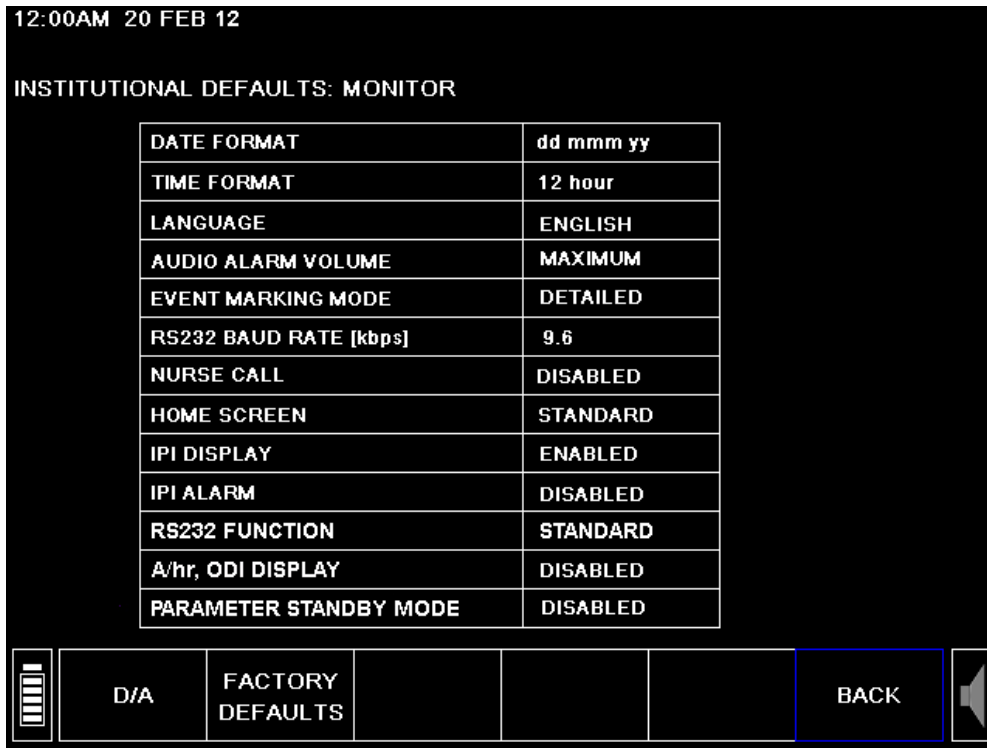 12:00AM 20 FEB 12
INSTITUTIONAL DEFAULTS: MONITOR
DATE FORMAT dd mmm yy
TIME FORMAT 12 hour
LANGUAGE ENGLISH
AUDIO ALARM VOLUME MAXIMUM
EVENT MARKING MODE DETAILED
RS232 BAUD RATE [kbps] 9.6
NURSE CALL DISABLED
HOME SCREEN STANDARD
IPI DISPLAY ENABLED
IPI ALARM DISABLED
RS232 FUNCTION STANDARD
A/hr, ODI DISPLAY DISABLED
PARAMETER STANDBY MODE DISABLED
D/A
FACTORY
DEFAULTS
BACK